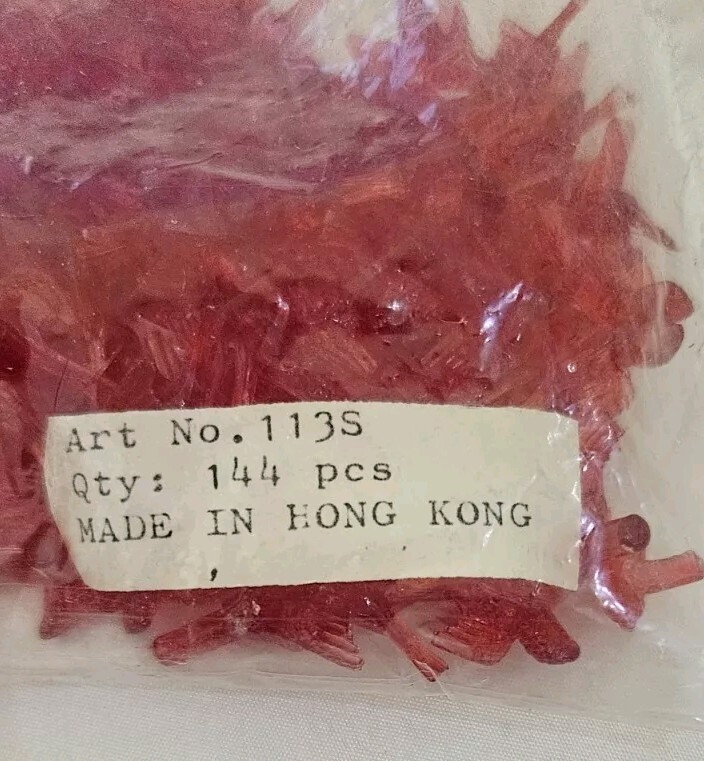 Art No.113S
Qty: 144 pcs
MADE IN HONG KONG
,